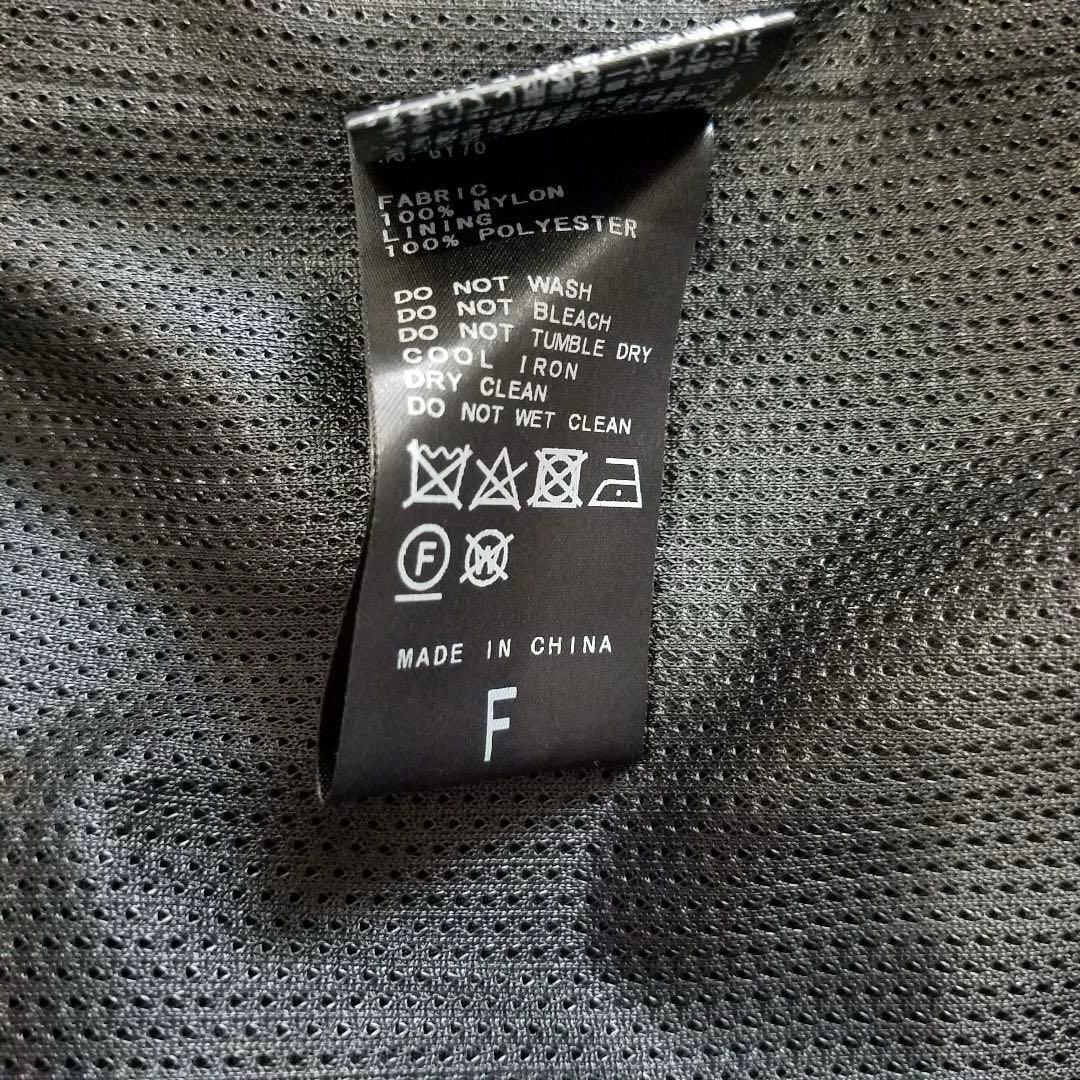 FABRIC
100% NYLON
LINING
100% POLYESTER
DO NOT WASH
DO NOT BLEACH
DO NOT TUMBLE DRY
COOL IRON
DRY CLEAN
DO NOT WET CLEAN
F W
MADE IN CHINA
F